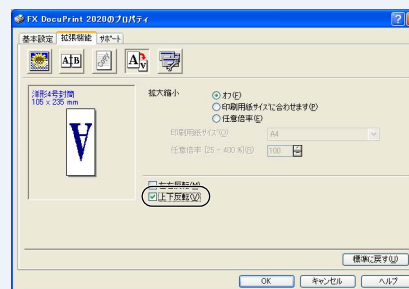 FX DocuPrint 2020のプロパティ
基本設定 拡張機能 サポート
洋形4号封筒
105 x 235 mm
拡大縮小
オフ(F)
印刷用紙サイズに合わせます(P)
任意倍率(E)
印刷用紙サイズ(Q)
A4
任意倍率 [25 - 400 %](R)
100
左右反転(M)
上下反転(V)
標準に戻す(U)
OK キャンセル ヘルプ